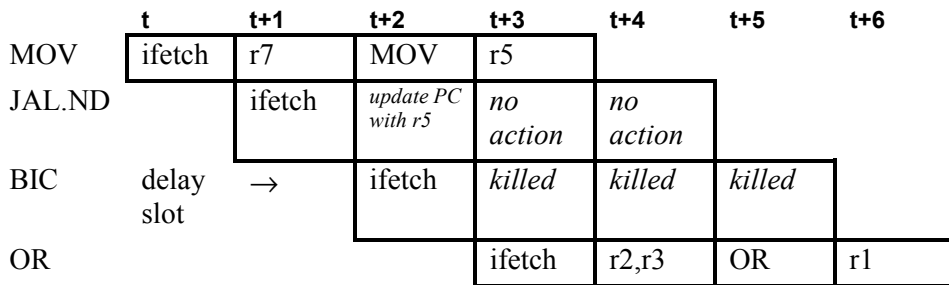 t t+1 t+2 t+3 t+4 t+5 t+6
MOV ifetch r7 MOV r5
JAL.ND ifetch update PC no no
with r5 action action
BIC delay → ifetch killed killed killed
slot
OR ifetch r2,r3 OR r1